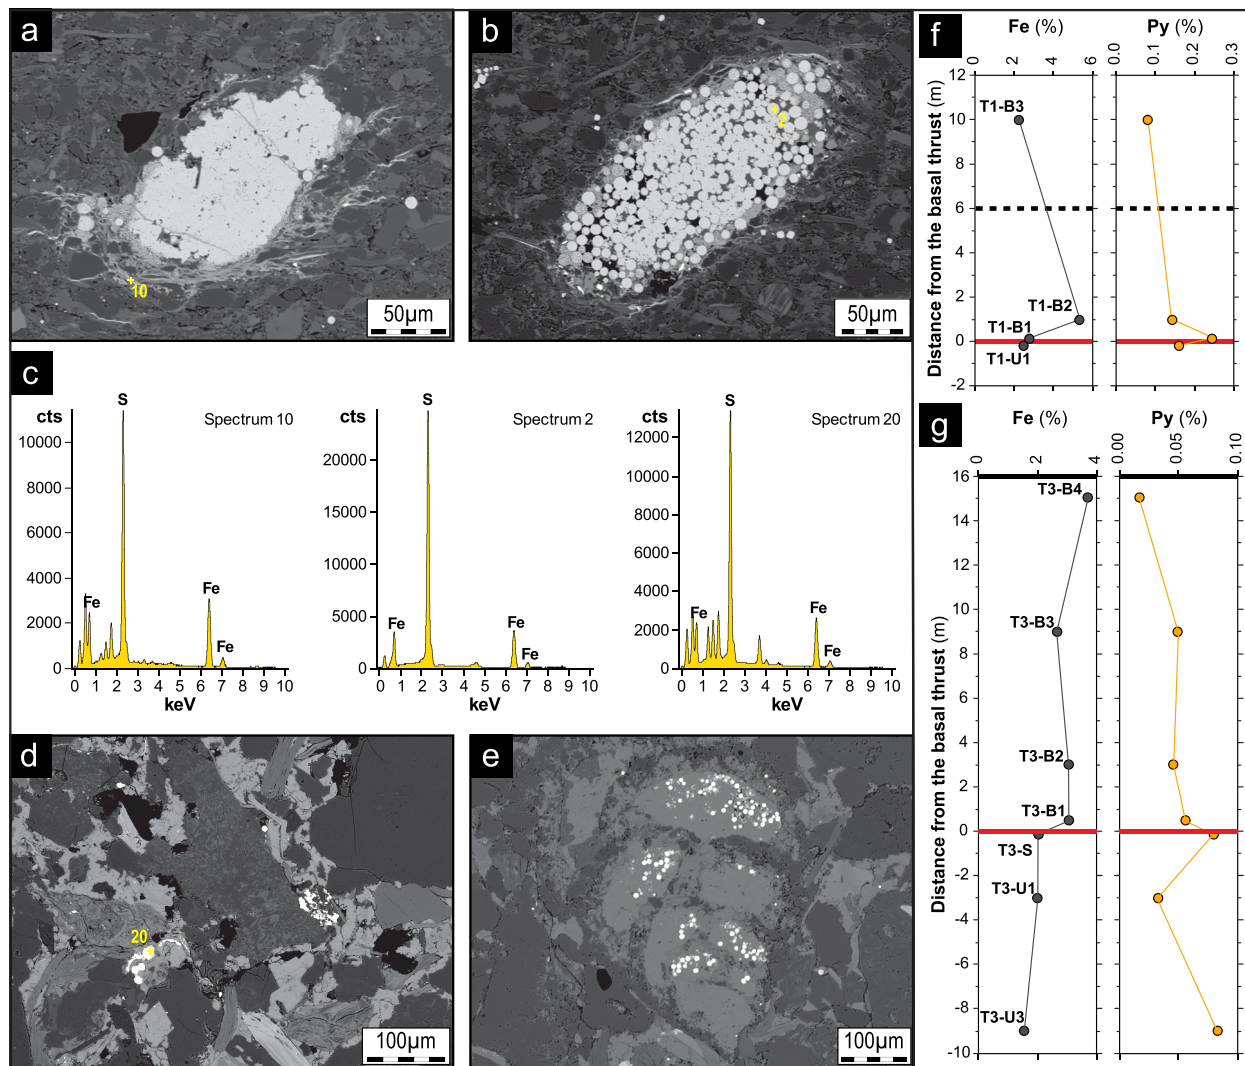 a
10
50µm
b
2
50µm
c
cts
S
Spectrum 10
10000
8000
6000
4000
2000
0
Fe
Fe
Fe
0 1 2 3 4 5 6 7 8 9 10
keV
cts
S
Spectrum 2
20000
15000
10000
5000
0
Fe
Fe
Fe
0 1 2 3 4 5 6 7 8 9 10
keV
cts
S
Spectrum 20
12000
10000
8000
6000
4000
2000
0
Fe
Fe
Fe
0 1 2 3 4 5 6 7 8 9 10
keV
d
20
100µm
e
100µm
f
Fe (%)
Py (%)
0 2 4 6
0.0 0.1 0.2 0.3
Distance from the basal thrust (m)
12
10
8
6
4
2
0
-2
T1-B3
T1-B2
T1-B1
T1-U1
g
Fe (%)
Py (%)
0 2 4
0.00 0.05 0.10
Distance from the basal thrust (m)
16
14
12
10
8
6
4
2
0
-2
-4
-6
-8
-10
T3-B4
T3-B3
T3-B2
T3-B1
T3-S
T3-U1
T3-U3